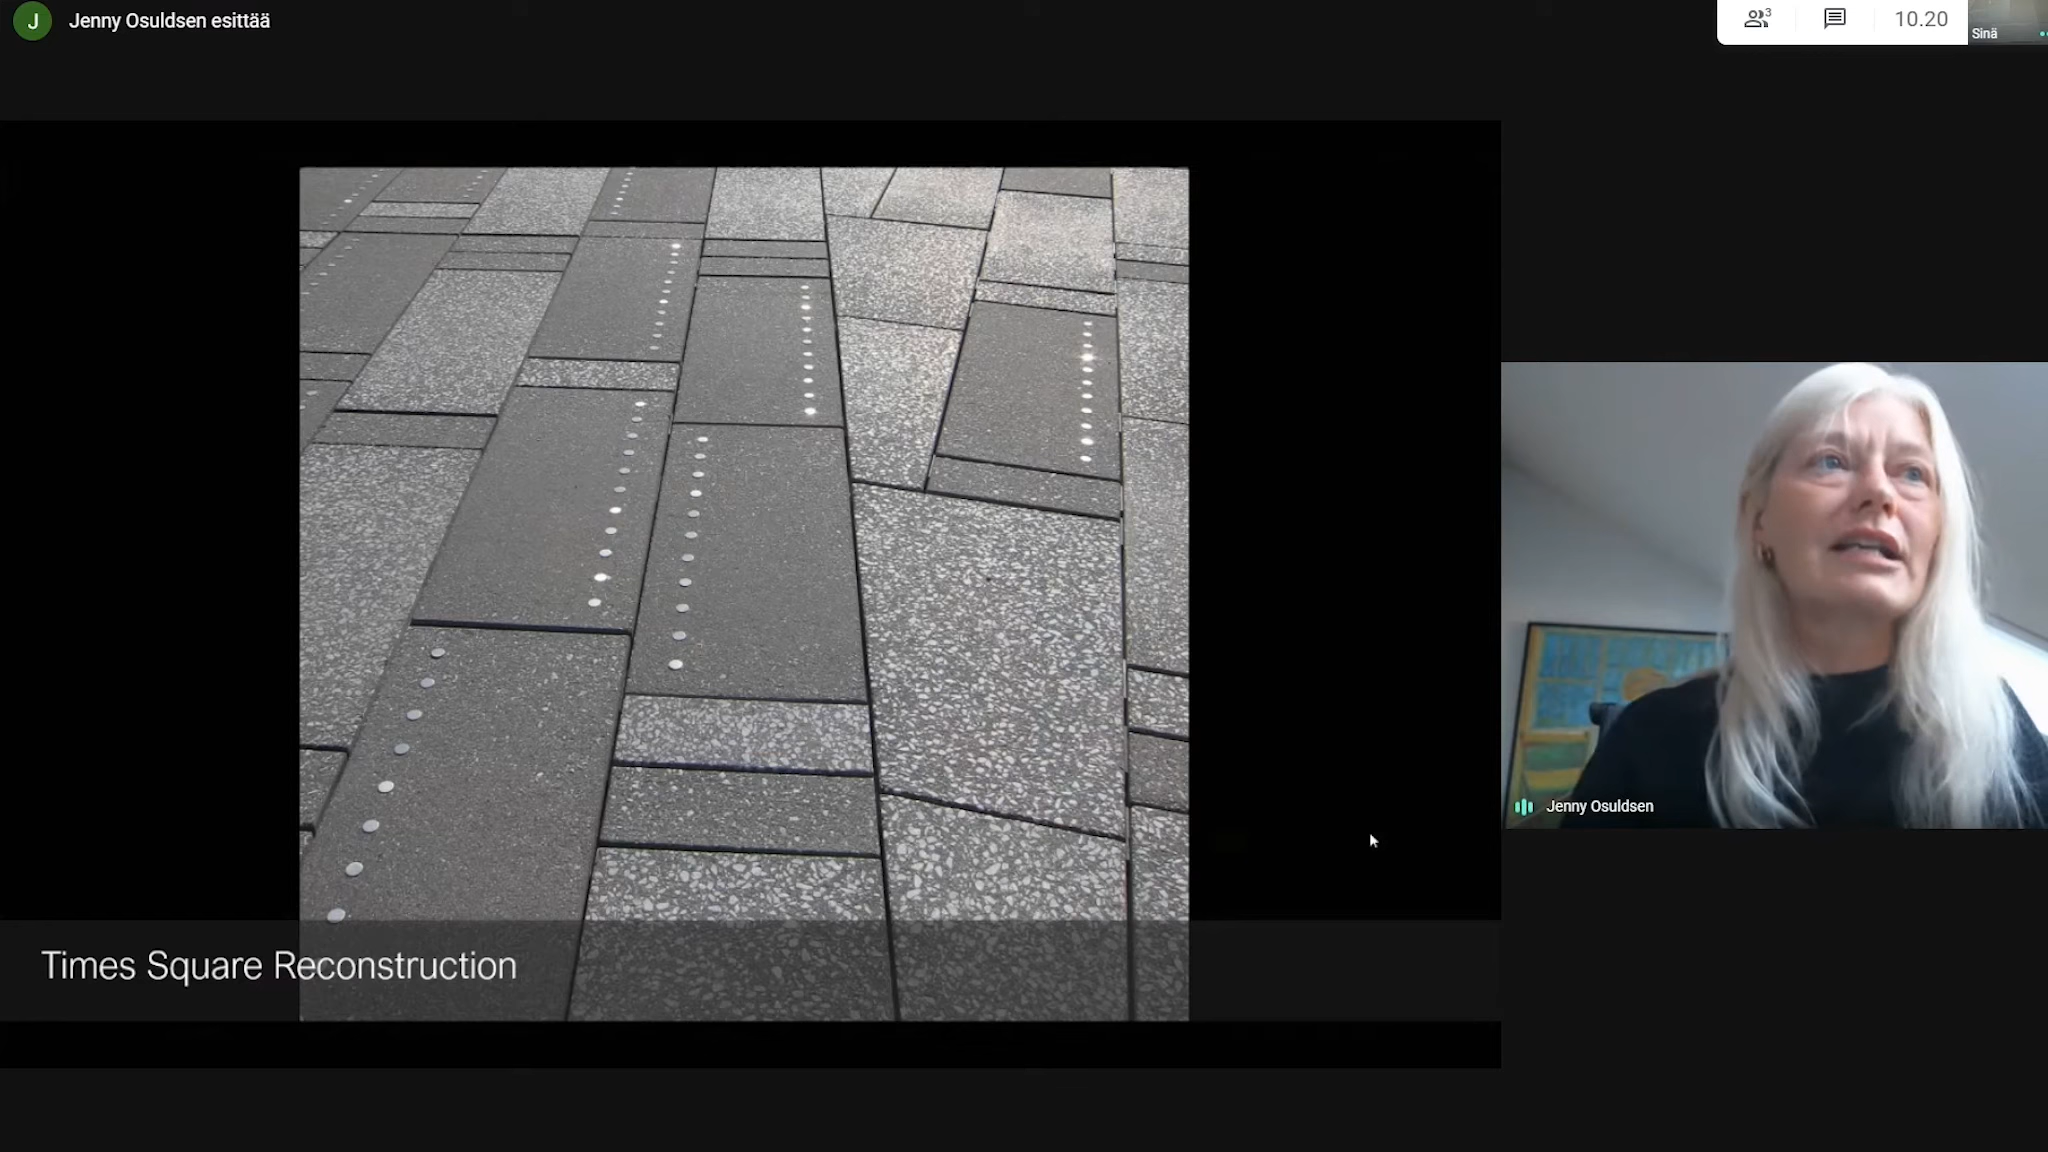 J
Jenny Osuldsen esittää
3
10.20
Sinä
Jenny Osuldsen
Times Square Reconstruction